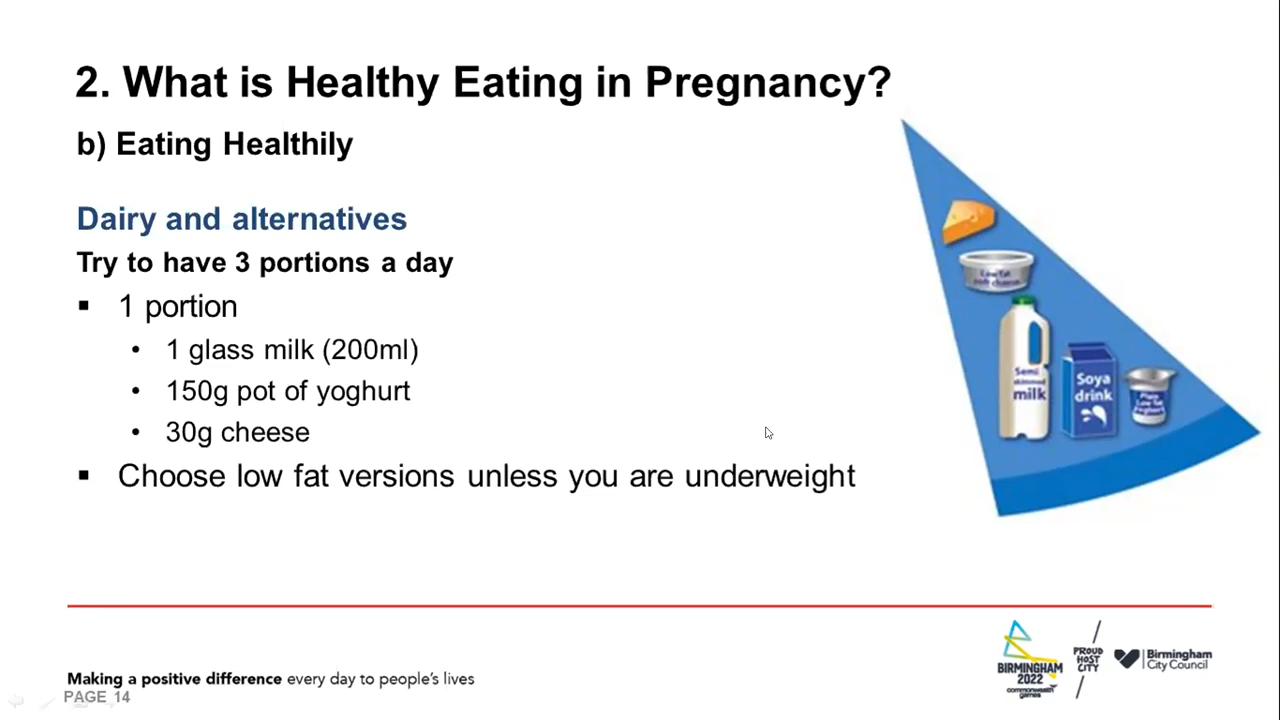 2. What is Healthy Eating in Pregnancy?
b) Eating Healthily
Dairy and alternatives
Try to have 3 portions a day
▪ 1 portion
• 1 glass milk (200ml)
• 150g pot of yoghurt
• 30g cheese
▪ Choose low fat versions unless you are underweight
Low fat
soft cheese
Semi
skimmed
milk
Soya
drink
Plain
Low fat
Yoghurt
Making a positive difference every day to people's lives
PAGE 14
BIRMINGHAM
2022
commonwealth
games
PROUD
HOST
CITY
Birmingham
City Council